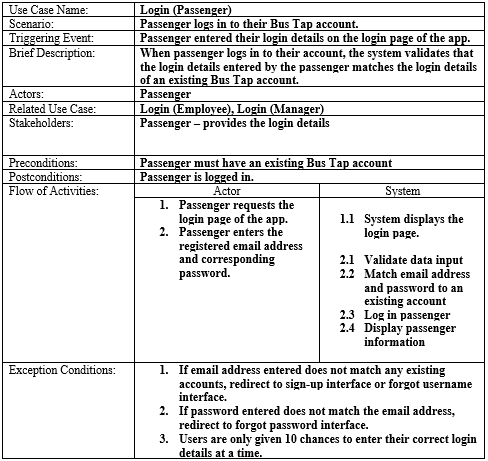 Use Case Name: Login (Passenger)
Scenario: Passenger logs in to their Bus Tap account.
Triggering Event: Passenger entered their login details on the login page of the app.
Brief Description: When passenger logs in to their account, the system validates that
the login details entered by the passenger matches the login details
of an existing Bus Tap account.
Actors: Passenger
Related Use Case: Login (Employee), Login (Manager)
Stakeholders: Passenger – provides the login details
Preconditions: Passenger must have an existing Bus Tap account
Postconditions: Passenger is logged in.
Flow of Activities: Actor System
1. Passenger requests the
login page of the app.
2. Passenger enters the
registered email address
and corresponding
password.
1.1 System displays the
login page.
2.1 Validate data input
2.2 Match email address
and password to an
existing account
2.3 Log in passenger
2.4 Display passenger
information
Exception Conditions: 1. If email address entered does not match any existing
accounts, redirect to sign-up interface or forgot username
interface.
2. If password entered does not match the email address,
redirect to forgot password interface.
3. Users are only given 10 chances to enter their correct login
details at a time.